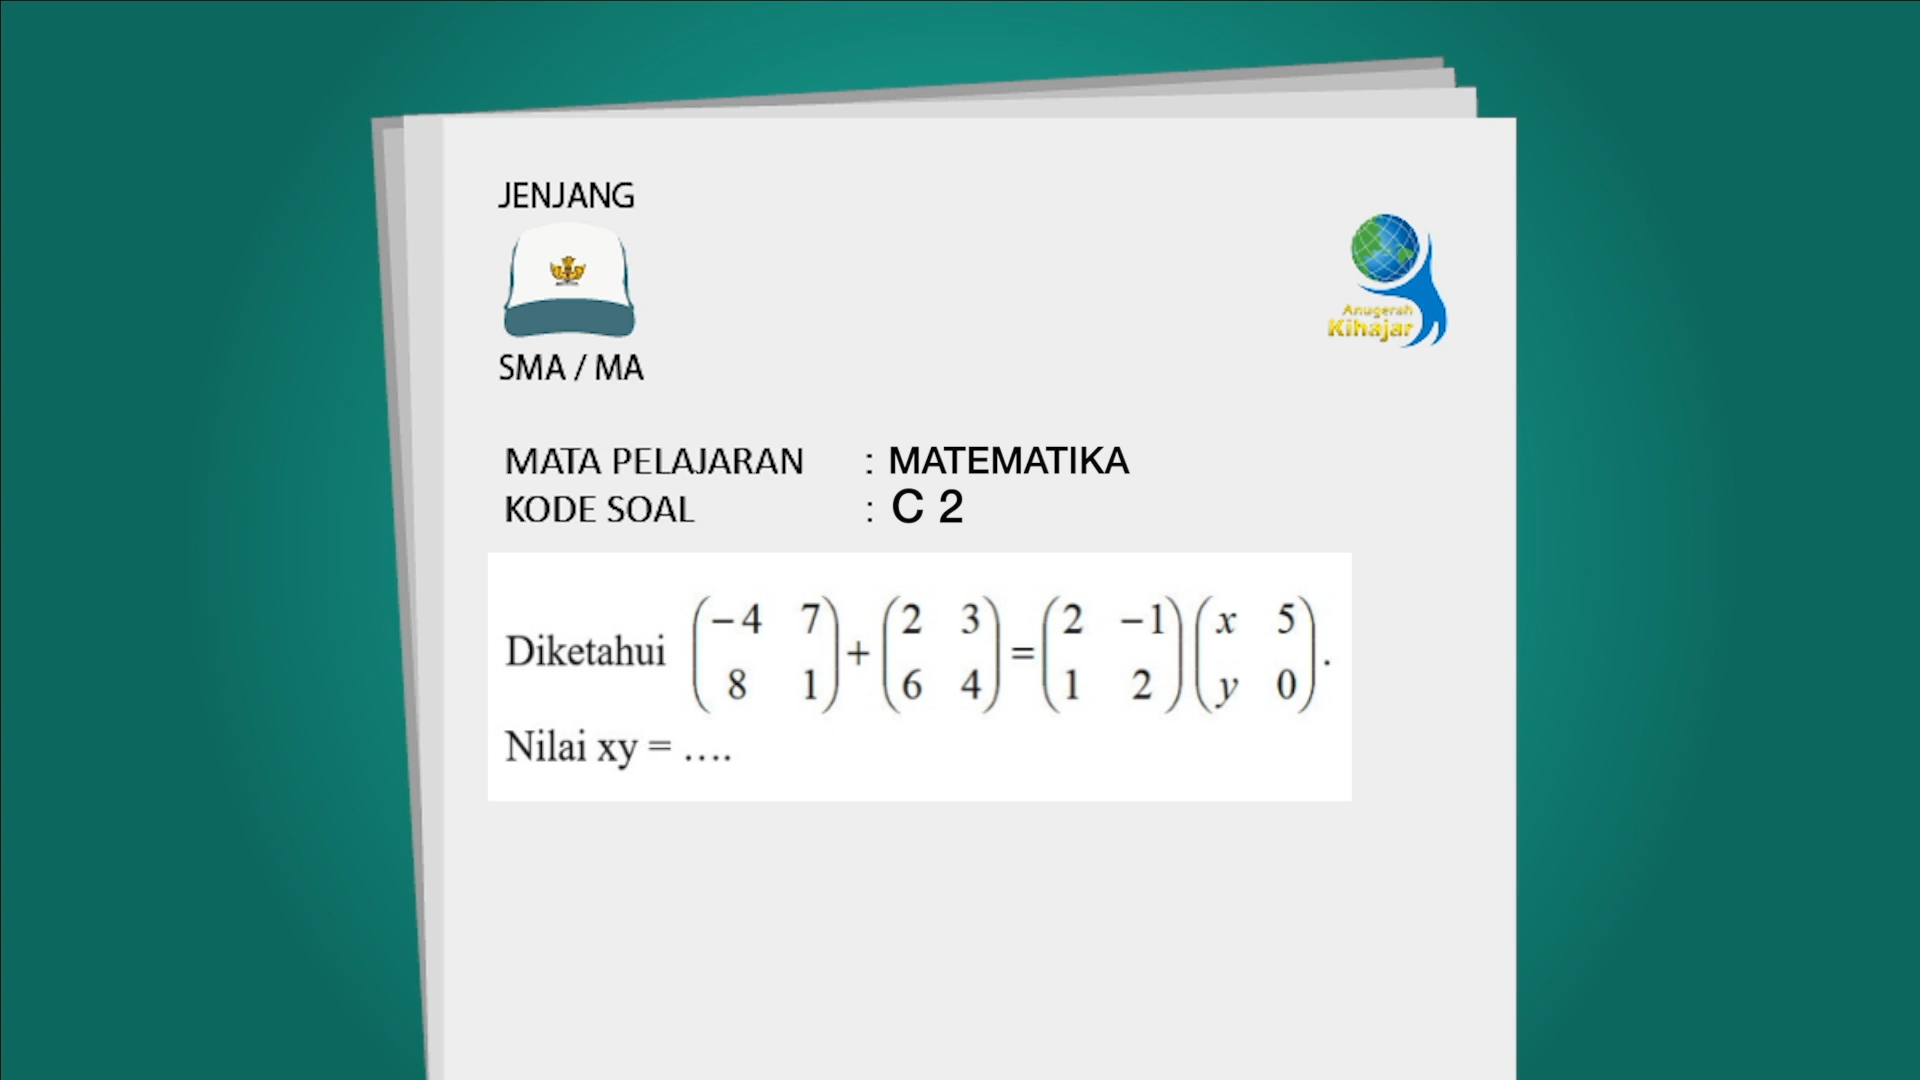 JENJANG
SMA / MA
Anugerah
Kihajar
MATA PELAJARAN : MATEMATIKA
KODE SOAL : C 2
Diketahui (−4 7 8 1) + (2 3 6 4) = (2 −1 1 2) (x 5 y 0).
Nilai xy = ....